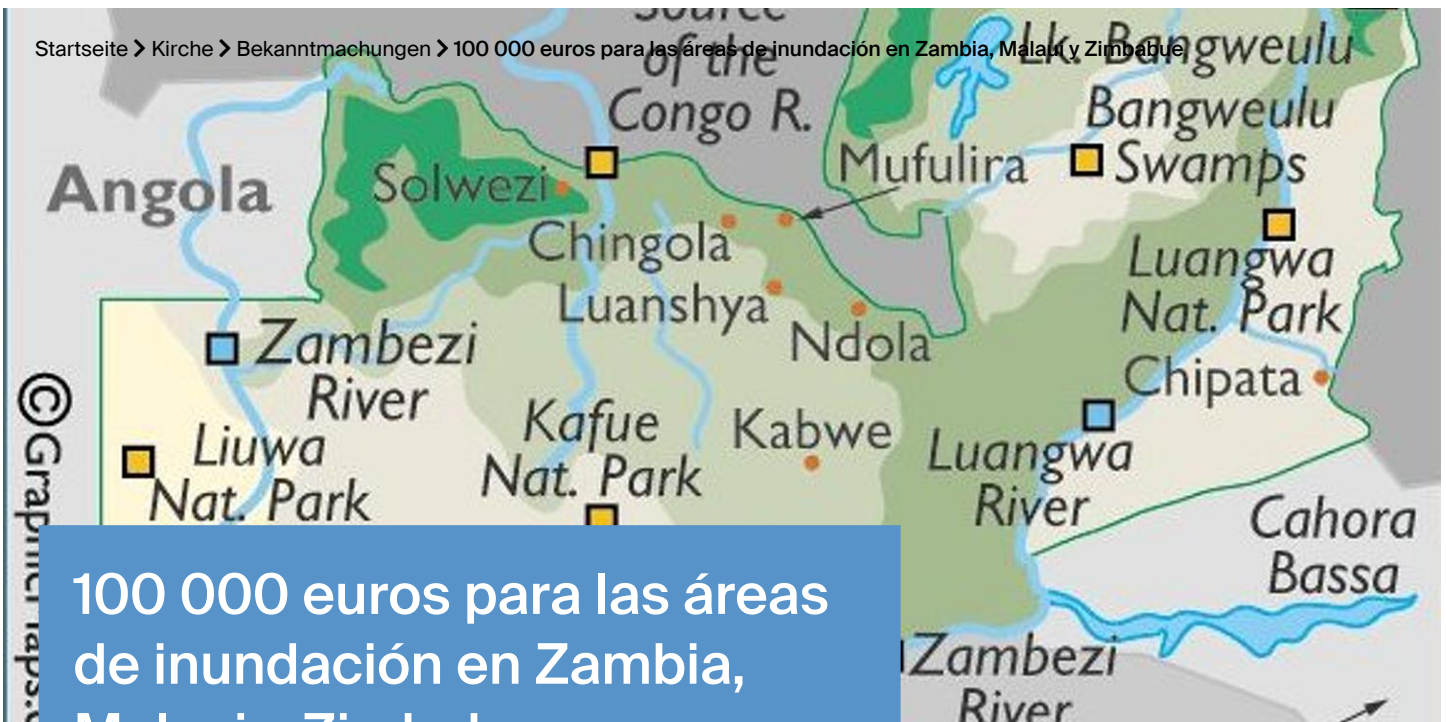 Source
Startseite > Kirche > Bekanntmachungen > 100 000 euros para las áreas de inundación en Zambia, Malaui y Zimbabue
of the
Congo R.
Lk. Bangweulu
Bangweulu
Swamps
Mufulira
Angola
Solwezi
Chingola
Luangwa
Nat. Park
Luanshya
Ndola
Zambezi
River
Chipata
Kafue
Nat. Park
Kabwe
Liuwa
Nat. Park
Luangwa
River
Cahora
Bassa
100 000 euros para las áreas
de inundación en Zambia,
Zambezi
River